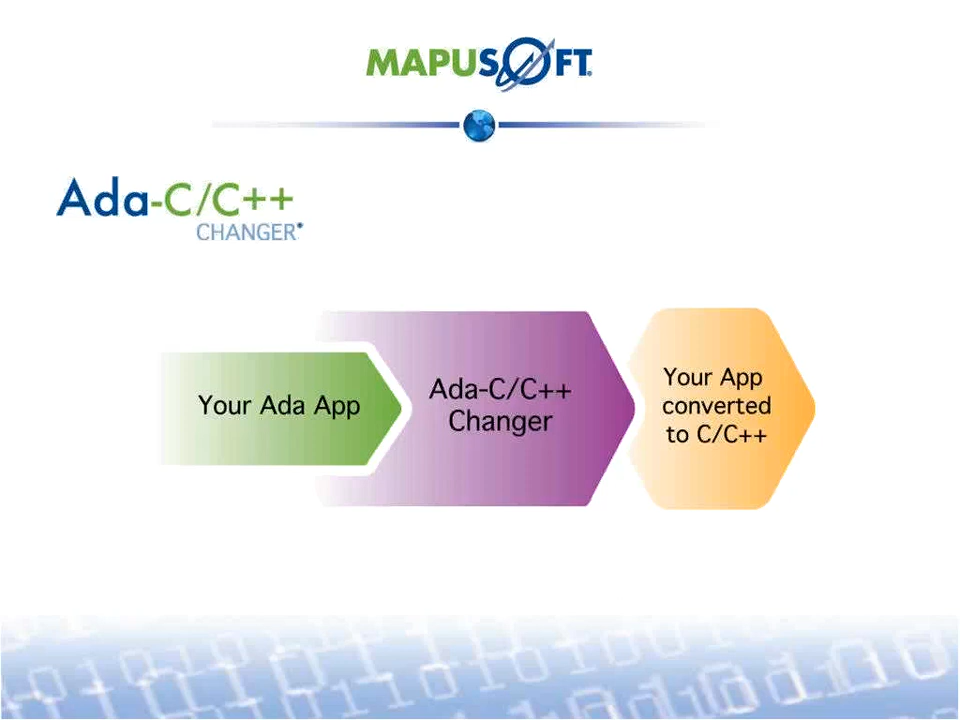 MAPUSOFT
Ada-C/C++
CHANGER®
Your Ada App
Ada-C/C++
Changer
Your App
converted
to C/C++